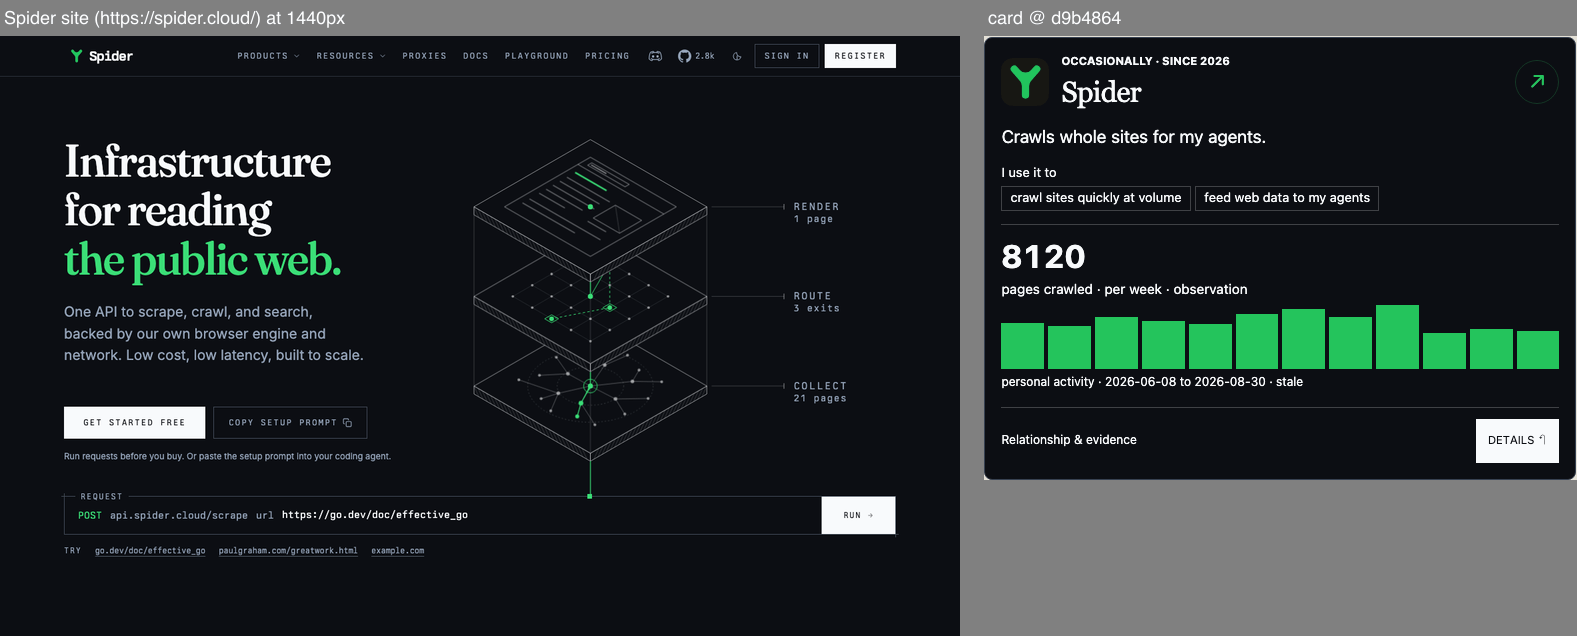 Spider site (https://spider.cloud/) at 1440px
Spider
PRODUCTS
RESOURCES
PROXIES
DOCS
PLAYGROUND
PRICING
2.8k
SIGN IN
REGISTER
Infrastructure
for reading
the public web.
One API to scrape, crawl, and search,
backed by our own browser engine and
network. Low cost, low latency, built to scale.
GET STARTED FREE
COPY SETUP PROMPT
Run requests before you buy. Or paste the setup prompt into your coding agent.
RENDER
1 page
ROUTE
3 exits
COLLECT
21 pages
REQUEST
POST api.spider.cloud/scrape url https://go.dev/doc/effective_go
RUN →
TRY go.dev/doc/effective_go paulgraham.com/greatwork.html example.com
card @ d9b4864
OCCASIONALLY · SINCE 2026
Spider
Crawls whole sites for my agents.
I use it to
crawl sites quickly at volume
feed web data to my agents
8120
pages crawled · per week · observation
personal activity · 2026-06-08 to 2026-08-30 · stale
Relationship & evidence
DETAILS